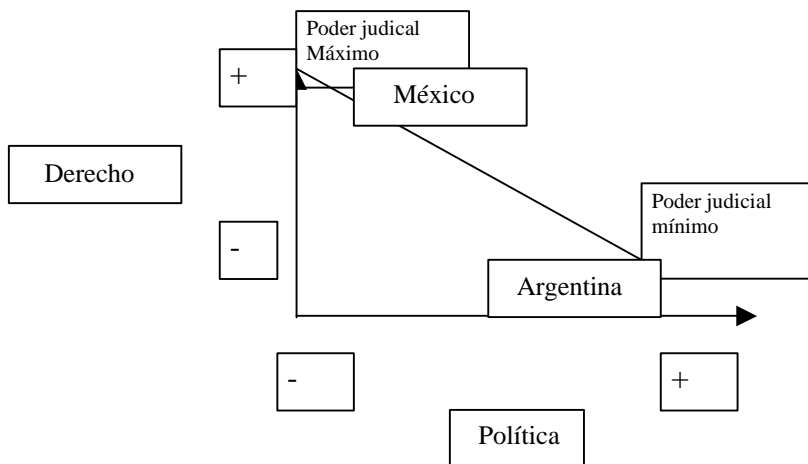 Poder judical
Máximo
+
México
Derecho
Poder judicial
mínimo
-
Argentina
-
+
Política